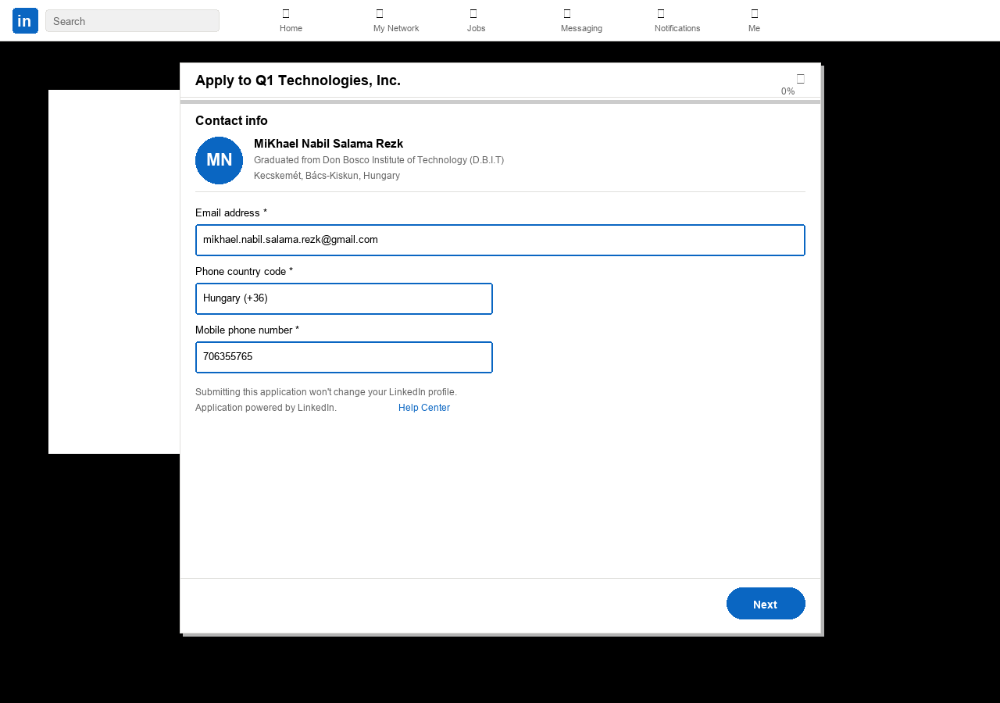 in
Search
Home
My Network
Jobs
Messaging
Notifications
Me
Apply to Q1 Technologies, Inc.
0%
Contact info
MN
MiKhael Nabil Salama Rezk
Graduated from Don Bosco Institute of Technology (D.B.I.T)
Kecskemét, Bács-Kiskun, Hungary
Email address *
mikhael.nabil.salama.rezk@gmail.com
Phone country code *
Hungary (+36)
Mobile phone number *
706355765
Submitting this application won't change your LinkedIn profile.
Application powered by LinkedIn. Help Center
Next